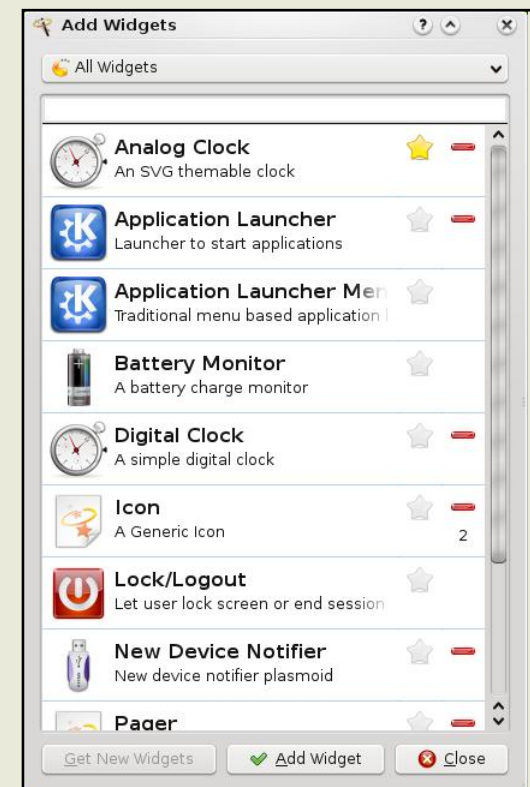 Add Widgets
All Widgets
Analog Clock
An SVG themable clock
Application Launcher
Launcher to start applications
Application Launcher Men
Traditional menu based application
Battery Monitor
A battery charge monitor
Digital Clock
A simple digital clock
Icon
A Generic Icon
2
Lock/Logout
Let user lock screen or end session
New Device Notifier
New device notifier plasmoid
Pager
Get New Widgets
Add Widget
Close